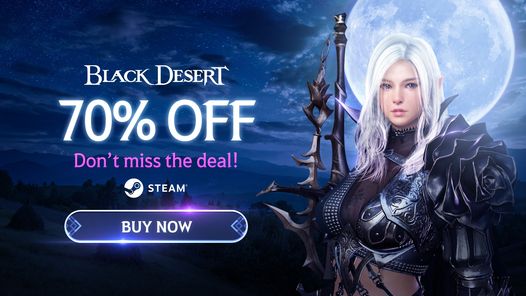 BLACK DESERT
70% OFF
Don't miss the deal!
STEAM
BUY NOW